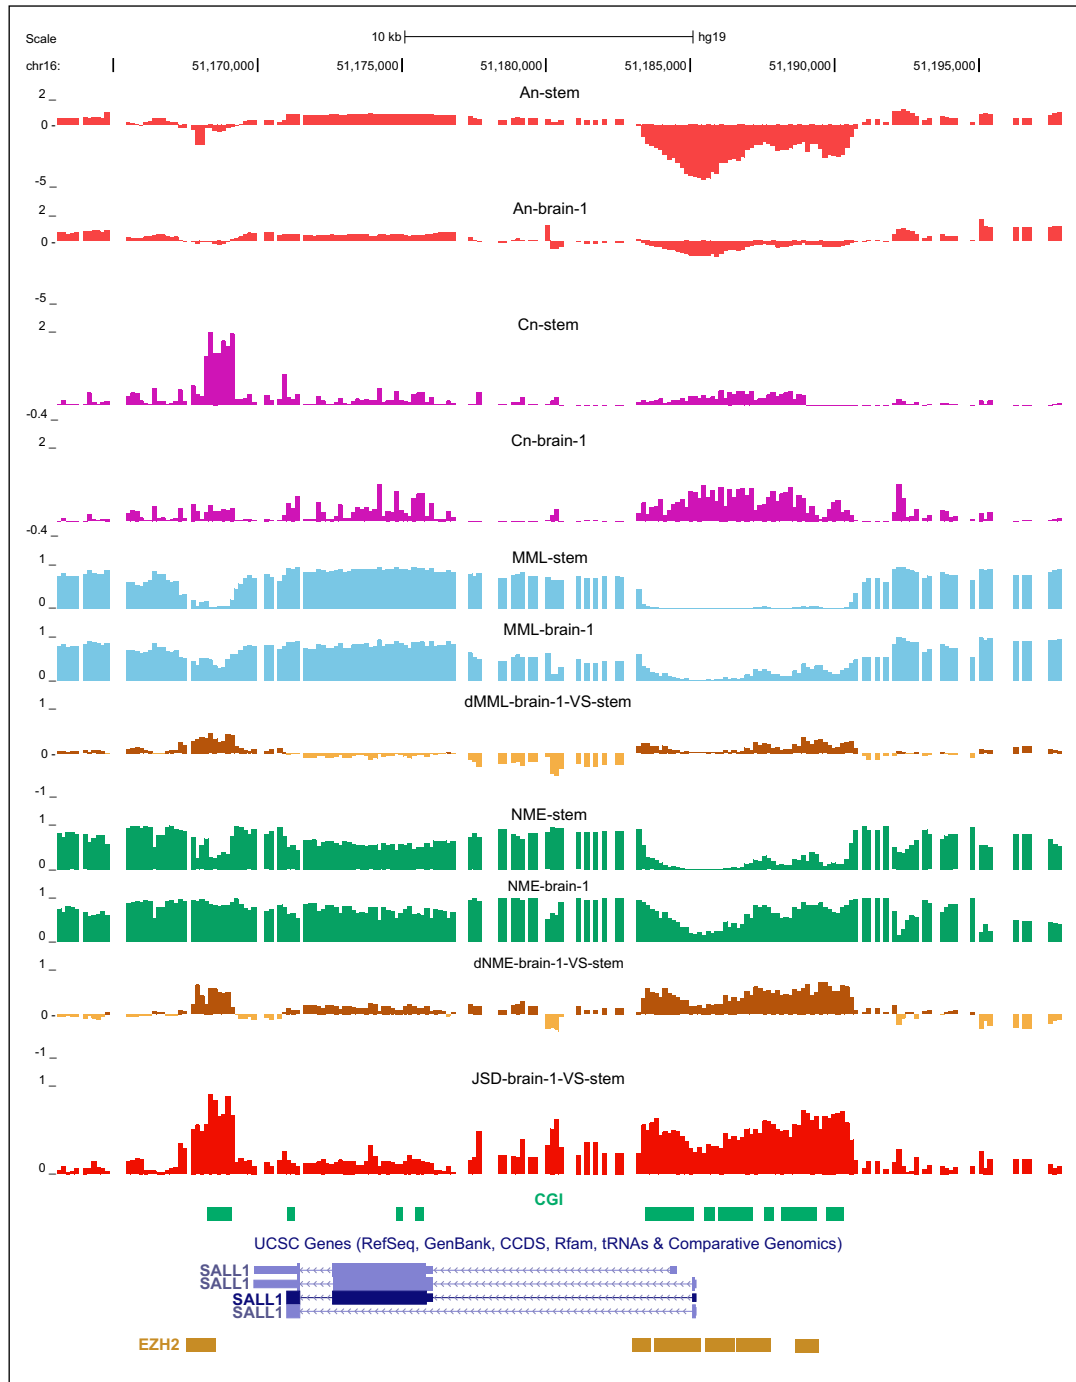 Scale 10 kb hg19
chr16: 51,170,000 51,175,000 51,180,000 51,185,000 51,190,000 51,195,000
An-stem
2 _
0 -
-5 _
An-brain-1
2 _
0 -
-5 _
Cn-stem
2 _
-0.4 _
Cn-brain-1
2 _
-0.4 _
MML-stem
1 _
0 _
MML-brain-1
1 _
0 _
dMML-brain-1-VS-stem
1 _
0 -
-1 _
NME-stem
1 _
0 _
NME-brain-1
1 _
0 _
dNME-brain-1-VS-stem
1 _
0 -
-1 _
JSD-brain-1-VS-stem
1 _
0 _
CGI
UCSC Genes (RefSeq, GenBank, CCDS, Rfam, tRNAs & Comparative Genomics)
SALL1
SALL1
SALL1
SALL1
EZH2